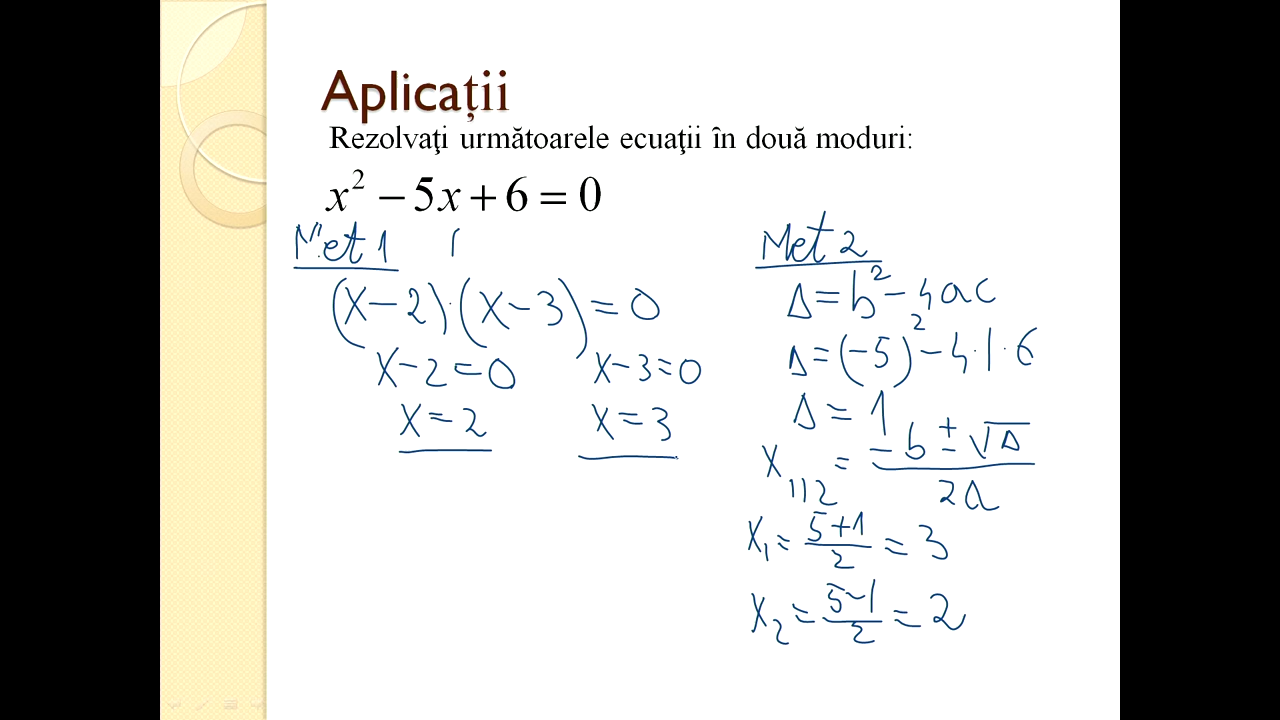 Aplicații
Rezolvaţi următoarele ecuaţii în două moduri:
x² − 5x + 6 = 0
Met 1
(x−2)·(x−3)=0
x−2=0 x−3=0
x=2 x=3
Met 2
Δ=b²−4ac
Δ=(−5)²−4·1·6
Δ=1
x₁,₂ = (−b±√Δ)/2a
x₁=(5+1)/2=3
x₂=(5−1)/2=2